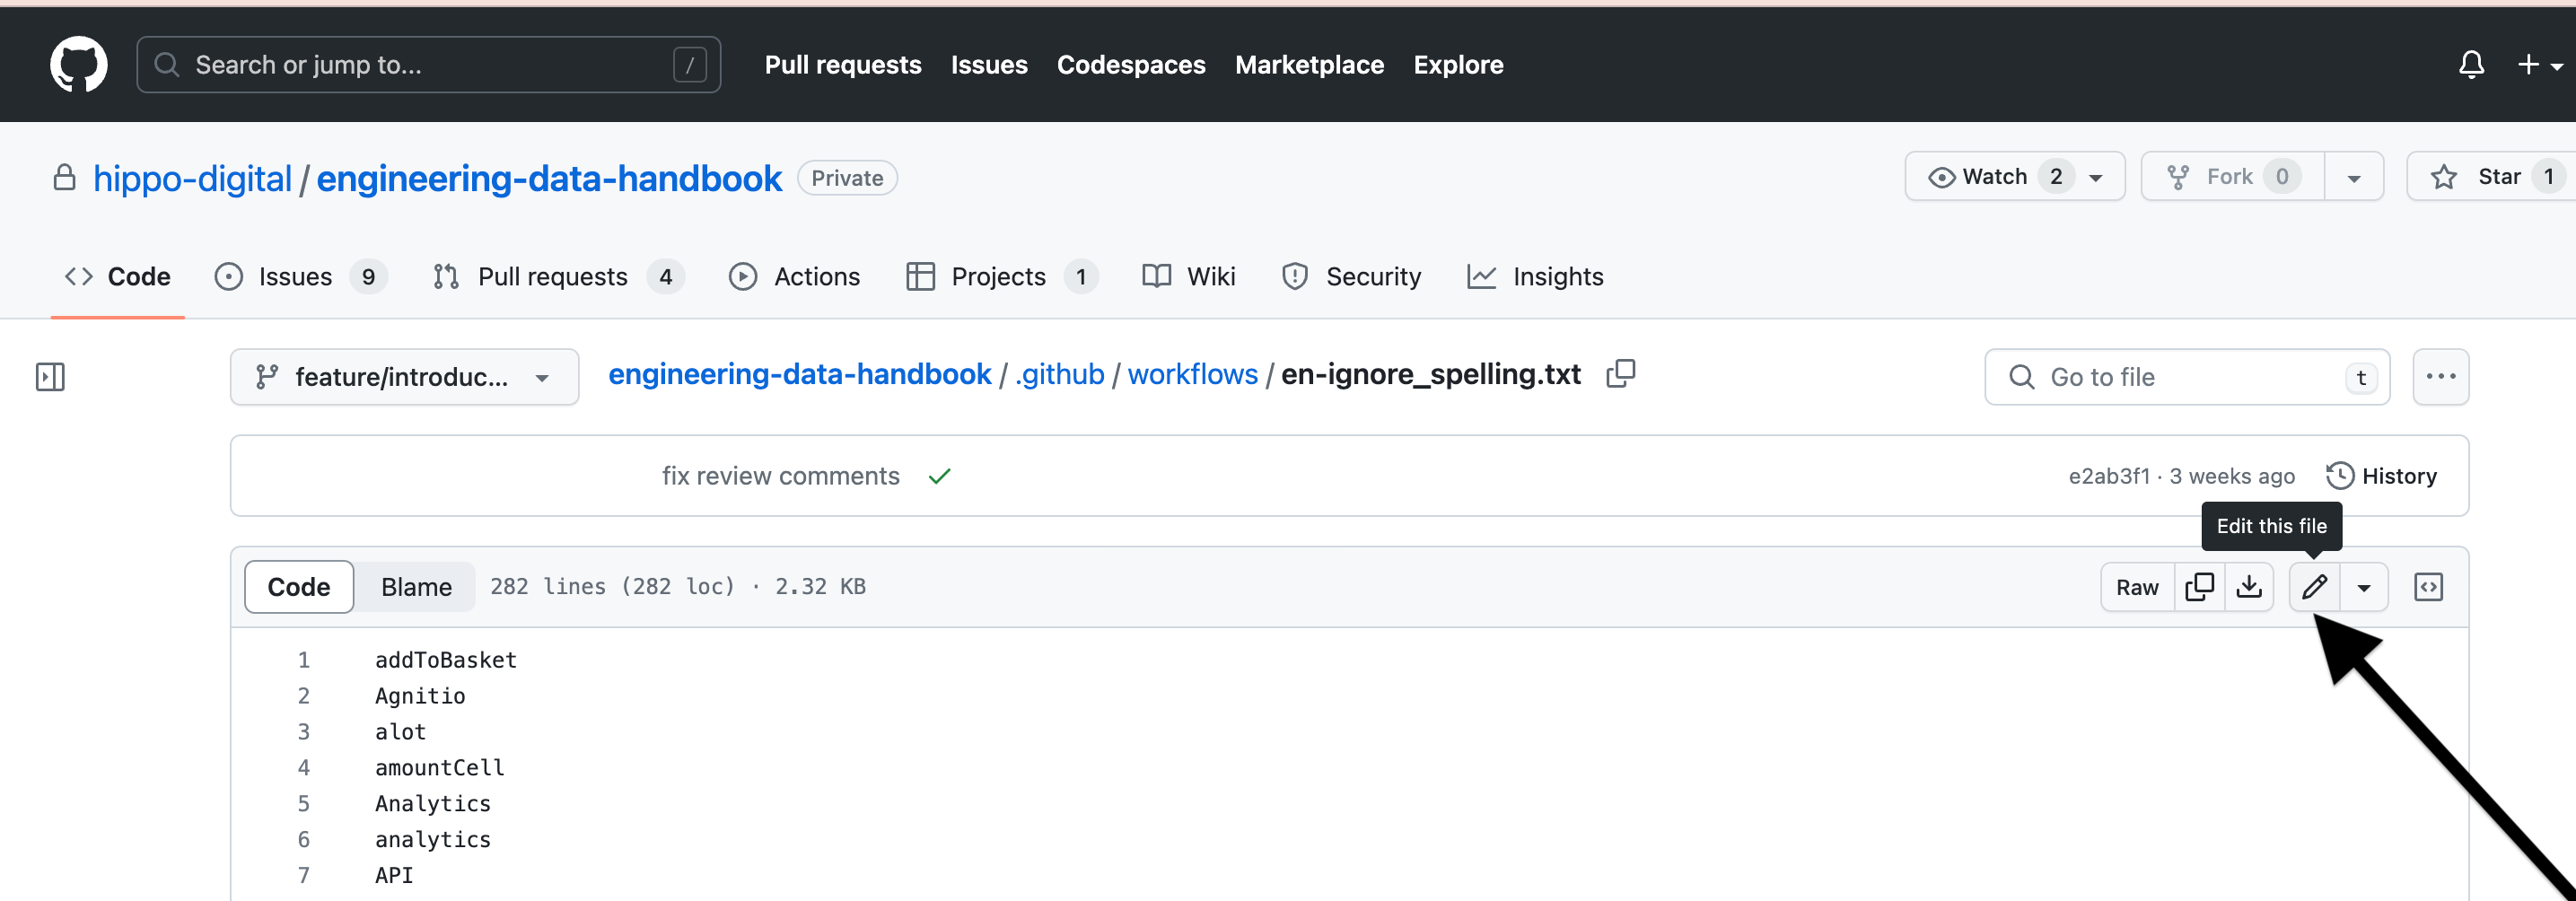 Search or jump to... / Pull requests Issues Codespaces Marketplace Explore
hippo-digital / engineering-data-handbook Private Watch 2 Fork 0 Star 1
Code Issues 9 Pull requests 4 Actions Projects 1 Wiki Security Insights
feature/introduc... engineering-data-handbook / .github / workflows / en-ignore_spelling.txt Go to file t
fix review comments e2ab3f1 · 3 weeks ago History
Edit this file
Code Blame 282 lines (282 loc) · 2.32 KB Raw
1 addToBasket
2 Agnitio
3 alot
4 amountCell
5 Analytics
6 analytics
7 API